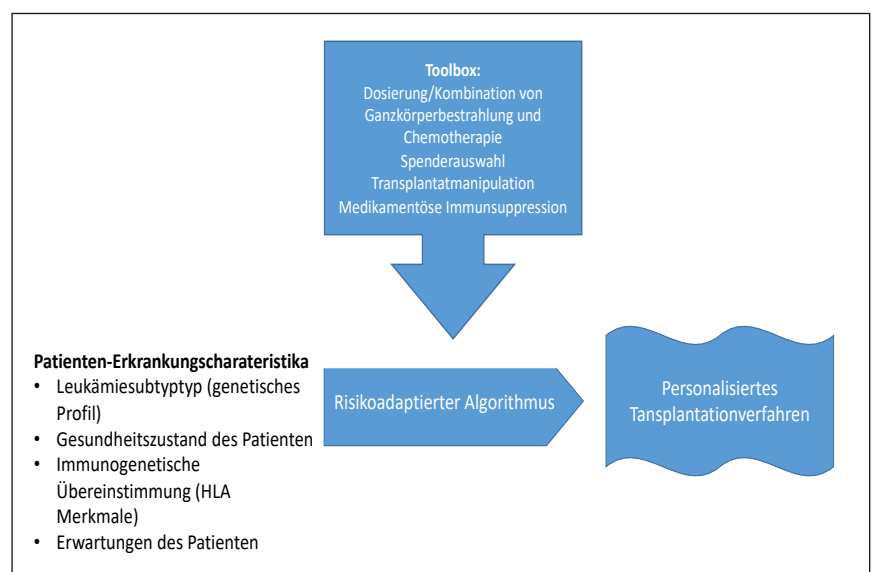 Toolbox:
Dosierung/Kombination von
Ganzkörperbestrahlung und
Chemotherapie
Spenderauswahl
Transplantatmanipulation
Medikamentöse Immunsuppression
Patienten-Erkrankungscharateristika
• Leukämiesubtyptyp (genetisches
Profil)
• Gesundheitszustand des Patienten
• Immunogenetische
Übereinstimmung (HLA
Merkmale)
• Erwartungen des Patienten
Risikoadaptierter Algorithmus
Personalisiertes
Tansplantationverfahren